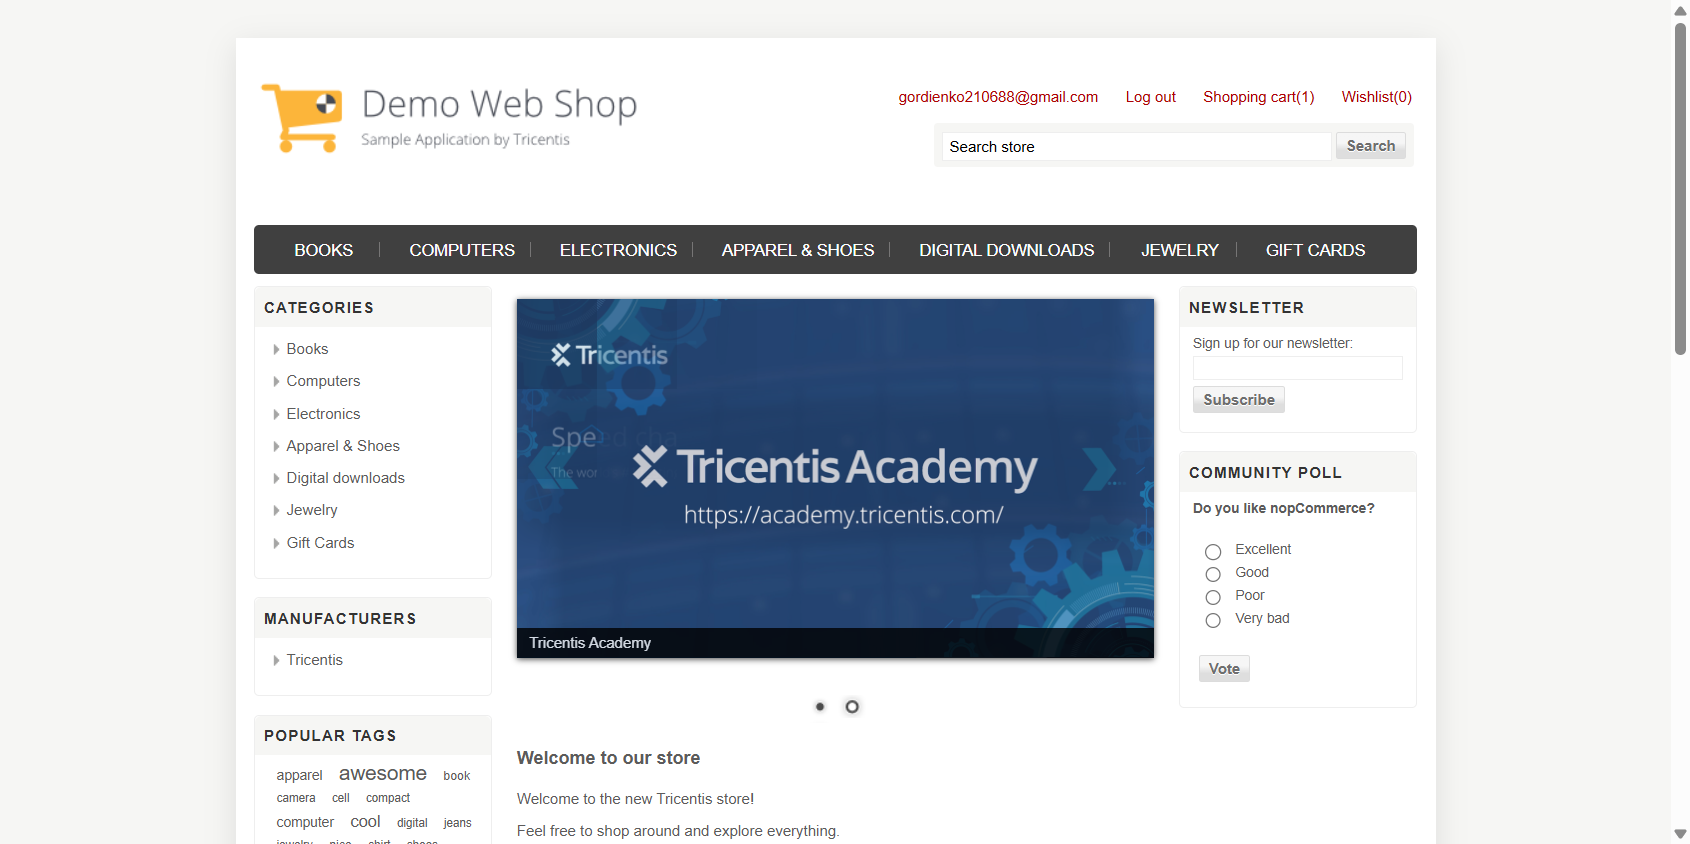 Demo Web Shop
Sample Application by Tricentis
gordienko210688@gmail.com Log out Shopping cart(1) Wishlist(0)
Search store Search
BOOKS COMPUTERS ELECTRONICS APPAREL & SHOES DIGITAL DOWNLOADS JEWELRY GIFT CARDS
CATEGORIES
Books
Computers
Electronics
Apparel & Shoes
Digital downloads
Jewelry
Gift Cards
MANUFACTURERS
Tricentis
POPULAR TAGS
apparel awesome book
camera cell compact
computer cool digital jeans
jewelry nice shirt shoes
Tricentis
Tricentis Academy
https://academy.tricentis.com/
Tricentis Academy
Welcome to our store
Welcome to the new Tricentis store!
Feel free to shop around and explore everything.
NEWSLETTER
Sign up for our newsletter:
Subscribe
COMMUNITY POLL
Do you like nopCommerce?
Excellent
Good
Poor
Very bad
Vote